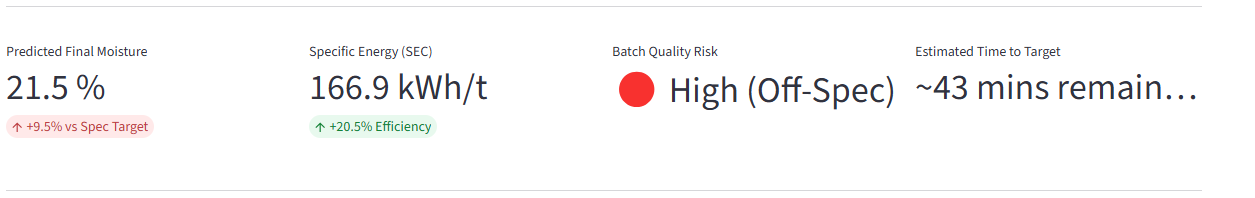 Predicted Final Moisture
21.5 %
↑ +9.5% vs Spec Target
Specific Energy (SEC)
166.9 kWh/t
↑ +20.5% Efficiency
Batch Quality Risk
High (Off-Spec)
Estimated Time to Target
~43 mins remain…